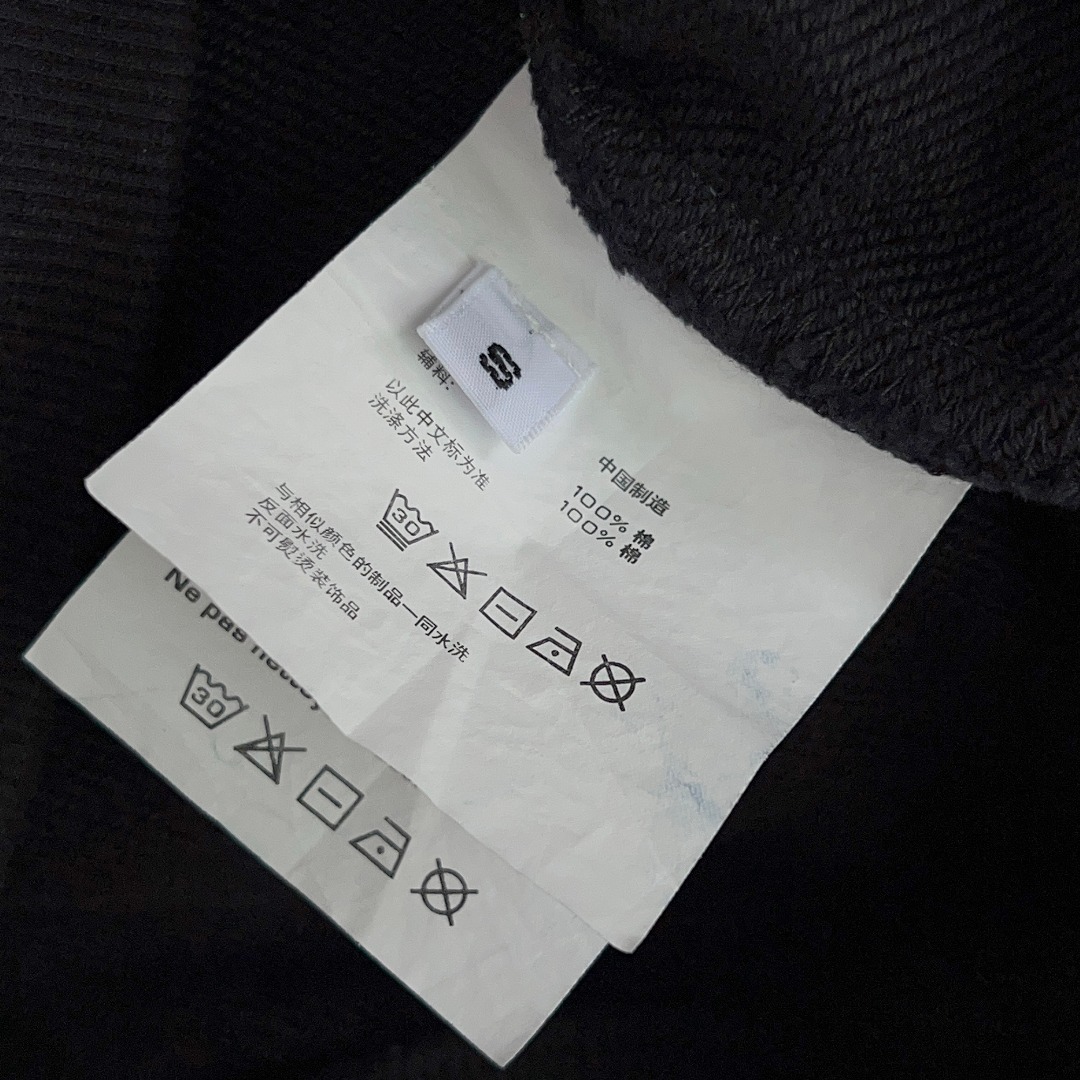 S
辅料:
以此中文标为准
洗涤方法
中国制造
100% 棉
100% 棉
30
与相似颜色的制品一同水洗
反面水洗
不可熨烫装饰品
Ne pas
30